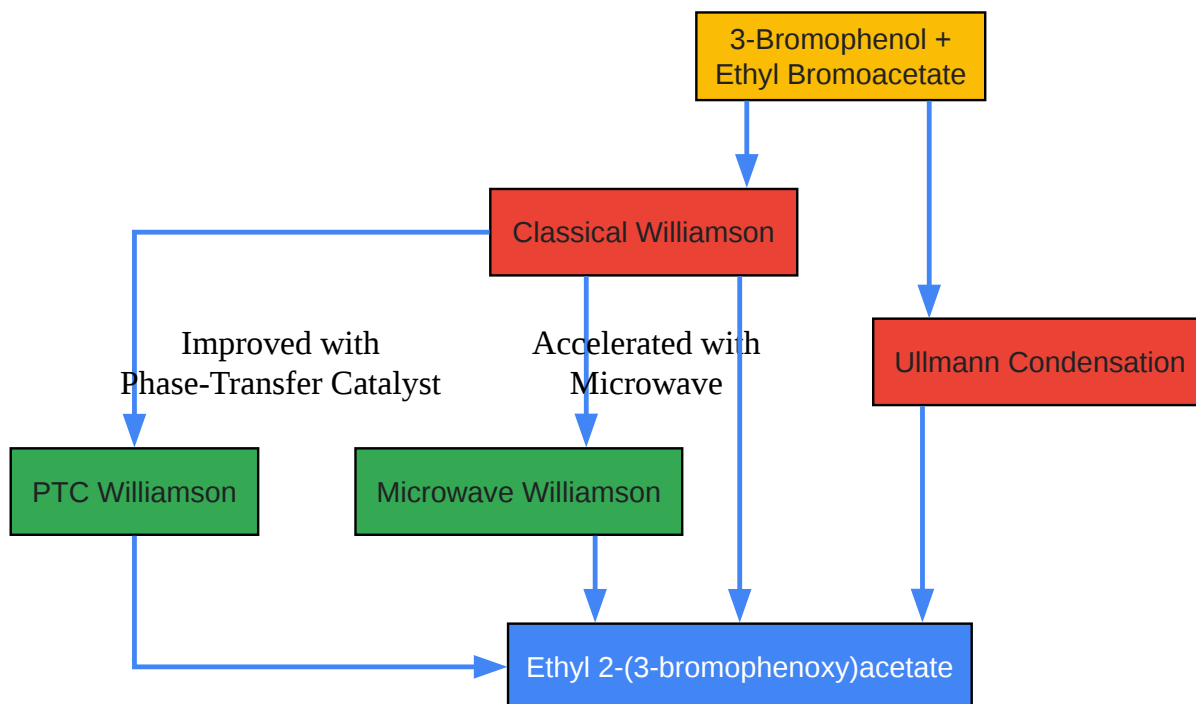 3-Bromophenol +
Ethyl Bromoacetate
Classical Williamson
Improved with
Phase-Transfer Catalyst
Accelerated with
Microwave
Ullmann Condensation
PTC Williamson
Microwave Williamson
Ethyl 2-(3-bromophenoxy)acetate